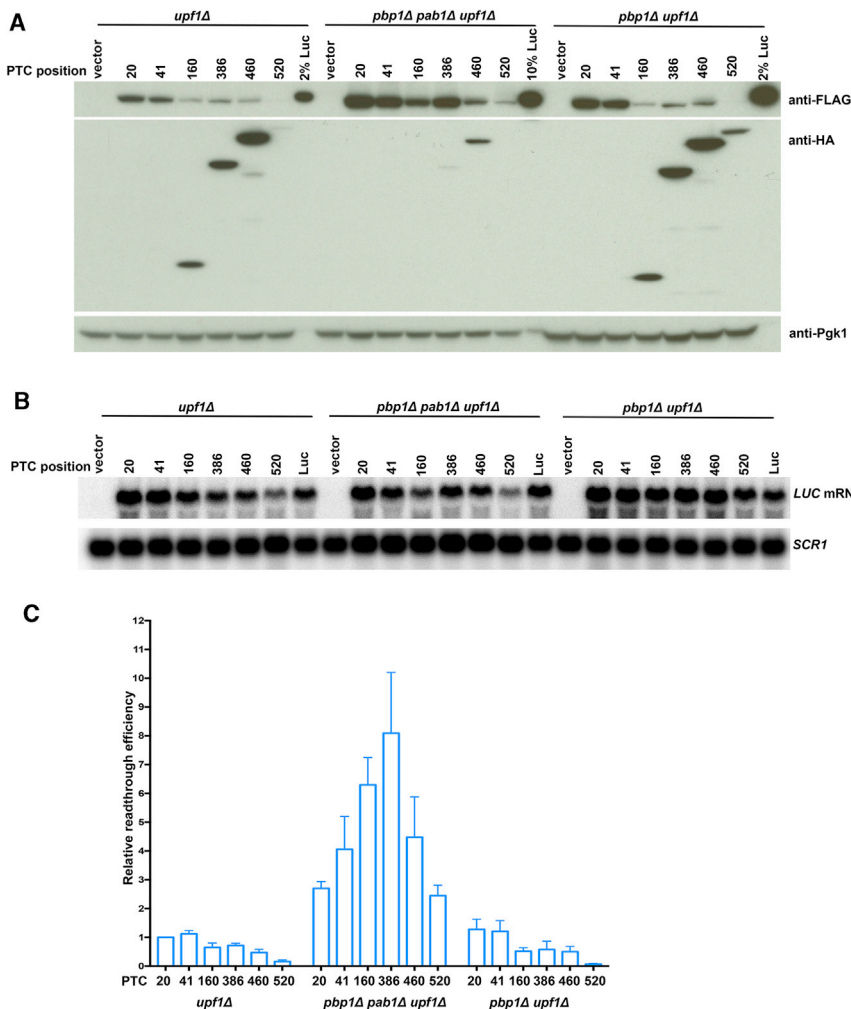 A
upf1Δ
pbp1Δ pab1Δ upf1Δ
pbp1Δ upf1Δ
PTC position
vector 20 41 160 386 460 520 2% Luc
vector 20 41 160 386 460 520 10% Luc
vector 20 41 160 386 460 520 2% Luc
anti-FLAG
anti-HA
anti-Pgk1
B
upf1Δ
pbp1Δ pab1Δ upf1Δ
pbp1Δ upf1Δ
PTC position
vector 20 41 160 386 460 520 Luc
vector 20 41 160 386 460 520 Luc
vector 20 41 160 386 460 520 Luc
LUC mRN
SCR1
C
Relative readthrough efficiency
12
11
10
9
8
7
6
5
4
3
2
1
0
PTC 20 41 160 386 460 520 20 41 160 386 460 520 20 41 160 386 460 520
upf1Δ
pbp1Δ pab1Δ upf1Δ
pbp1Δ upf1Δ